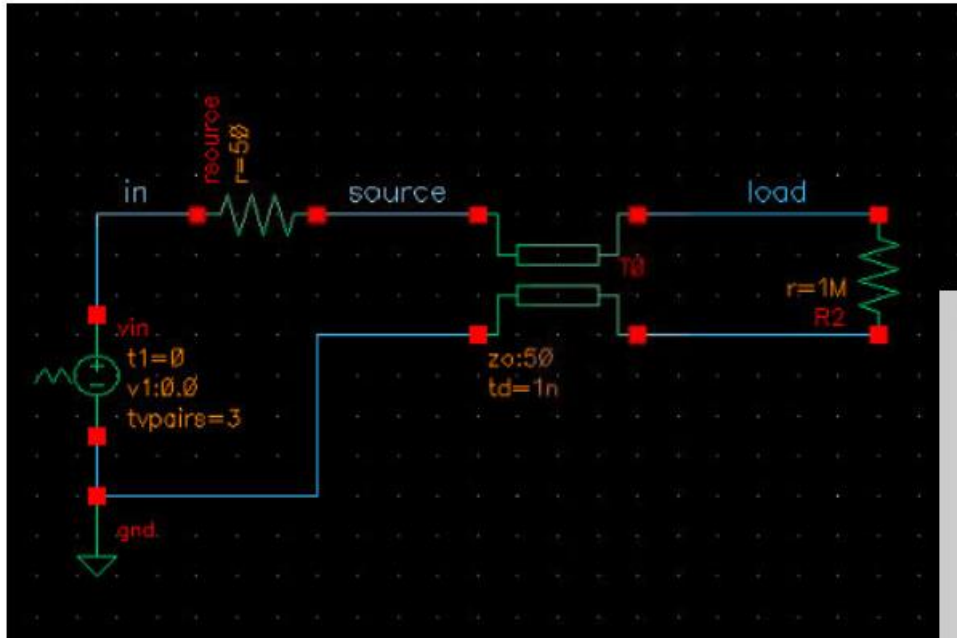 rsource
r=50
in
source
load
T0
r=1M
R2
vin
t1=0
v1:0.0
tvpairs=3
zo:50
td=1n
gnd